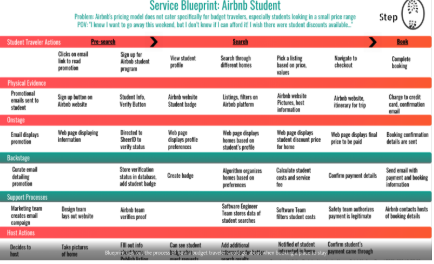 Service Blueprint: Airbnb Student
Problem: Airbnb's pricing model does not cater specifically for budget travelers, especially students looking in a small price range
POV: "I know I want to go away this weekend, but I don't know if I can afford it! I wish there were student discounts available..."
Step
Student Traveler Actions
Pre-search
Search
Book
Clicks on email
link to read
promotion
Sign up for
Airbnb student
program
View student
profile
Search through
different homes
Pick a listing
based on price,
values
Navigate to
checkout
Complete
booking
Physical Evidence
Promotional
emails sent to
student
Sign up button on
Airbnb website
Student Info,
Verify Button
Airbnb website
Student badge
Listings, filters on
Airbnb platform
Airbnb website
Pictures, host
information
Airbnb website,
itinerary for trip
Charge to credit
card, confirmation
email
Onstage
Email displays
promotion
Web page displaying
information
Directed to
SheerID to
verify status
Web page
displays profile
preferences
Web page displays
homes based on
student's profile
Web page displays
student discount price
for home
Web page displays final
price to be paid
Booking confirmation
details are sent
Backstage
Curate email
detailing
promotion
Store verification
status in database,
add student badge
Create badge
Algorithm organizes
homes based on
preferences
Calculate student
costs and service
fee
Confirm payment details
Send email with
payment and booking
information
Support Processes
Marketing team
creates email
campaign
Design team
lays out website
Airbnb team
verifies proof
Software Engineer
Team stores data of
student searches
Software Team
filters student costs
Safety team authorizes
payment is legitimate
Airbnb contacts hosts
of booking details
Host Actions
Decides to
host
Take pictures
of home
Fill out info
Can see student
Add additional
Notified of student
Confirm student's
payment came through